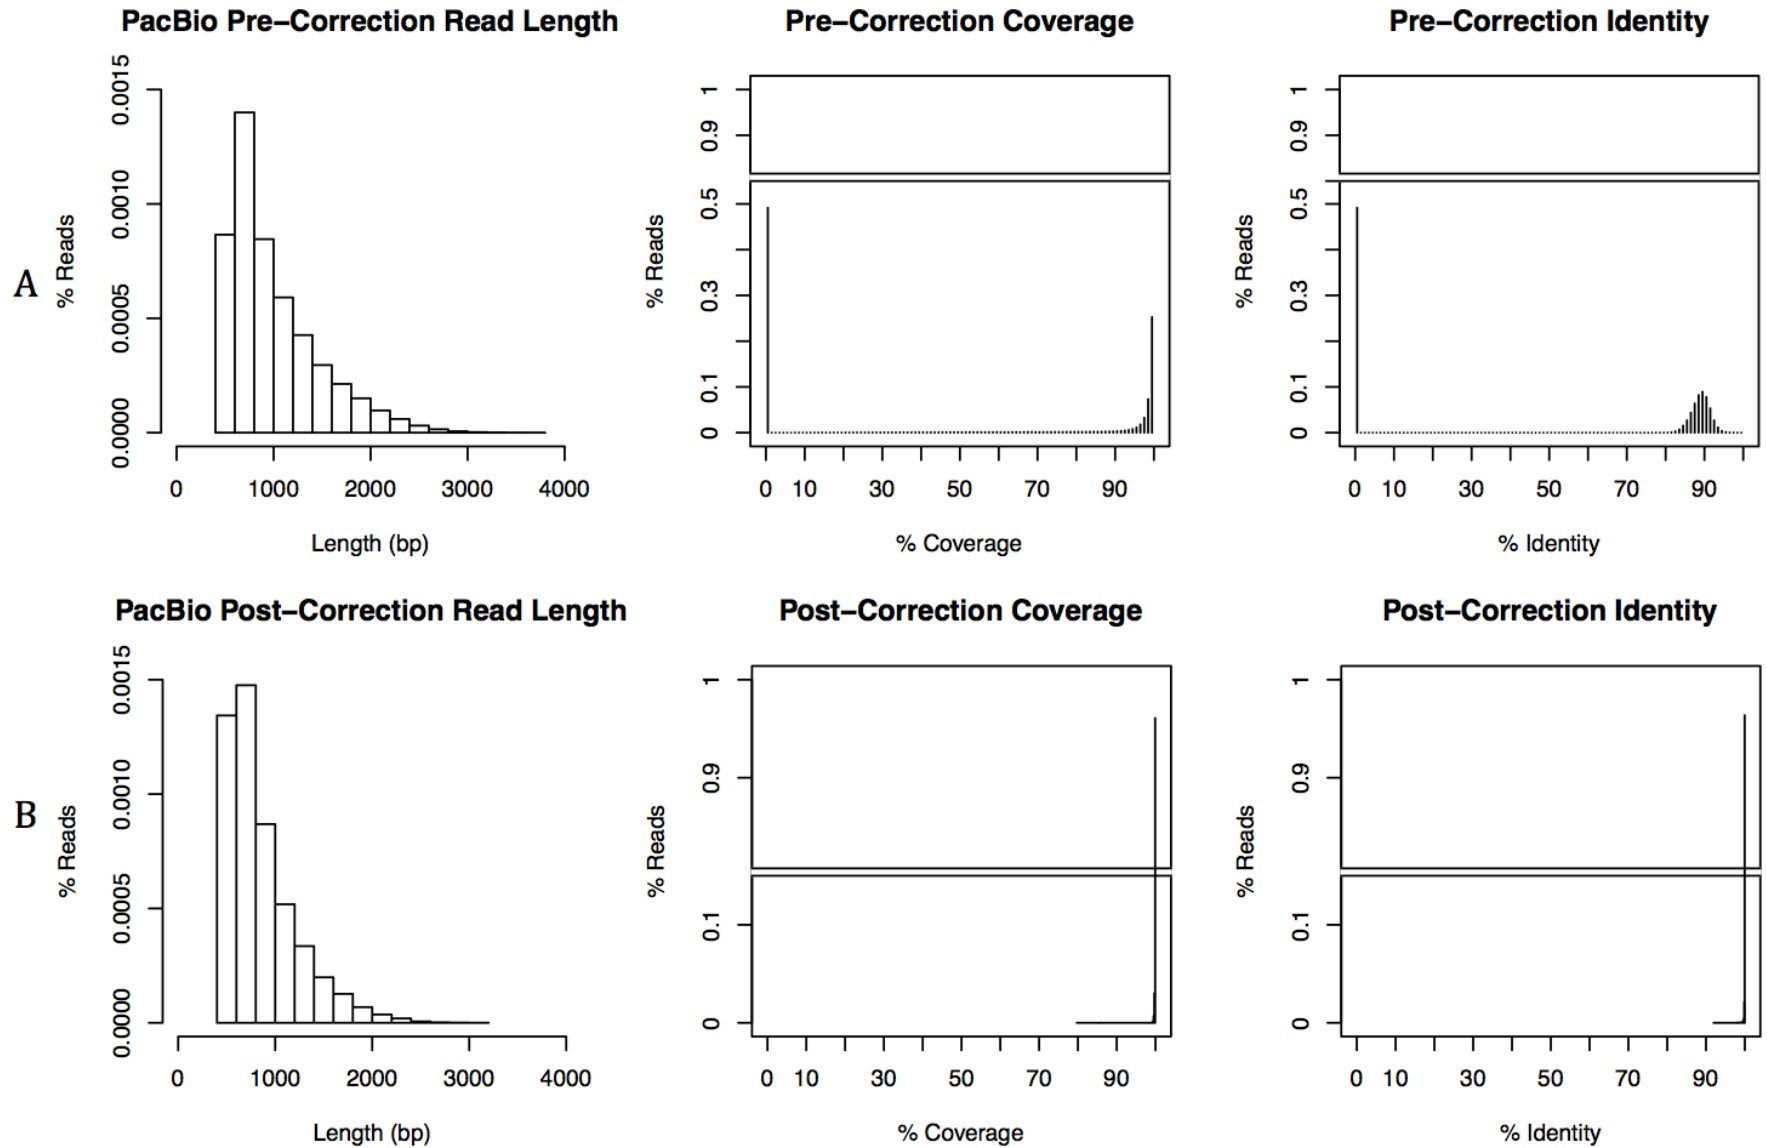 PacBio Pre−Correction Read Length
Pre−Correction Coverage
Pre−Correction Identity
A
% Reads
0.0000 0.0005 0.0010 0.0015
0 1000 2000 3000 4000
Length (bp)
% Reads
0 0.1 0.3 0.5 0.9 1
0 10 30 50 70 90
% Coverage
% Reads
0 0.1 0.3 0.5 0.9 1
0 10 30 50 70 90
% Identity
PacBio Post−Correction Read Length
Post−Correction Coverage
Post−Correction Identity
B
% Reads
0.0000 0.0005 0.0010 0.0015
0 1000 2000 3000 4000
Length (bp)
% Reads
0 0.1 0.9 1
0 10 30 50 70 90
% Coverage
% Reads
0 0.1 0.9 1
0 10 30 50 70 90
% Identity